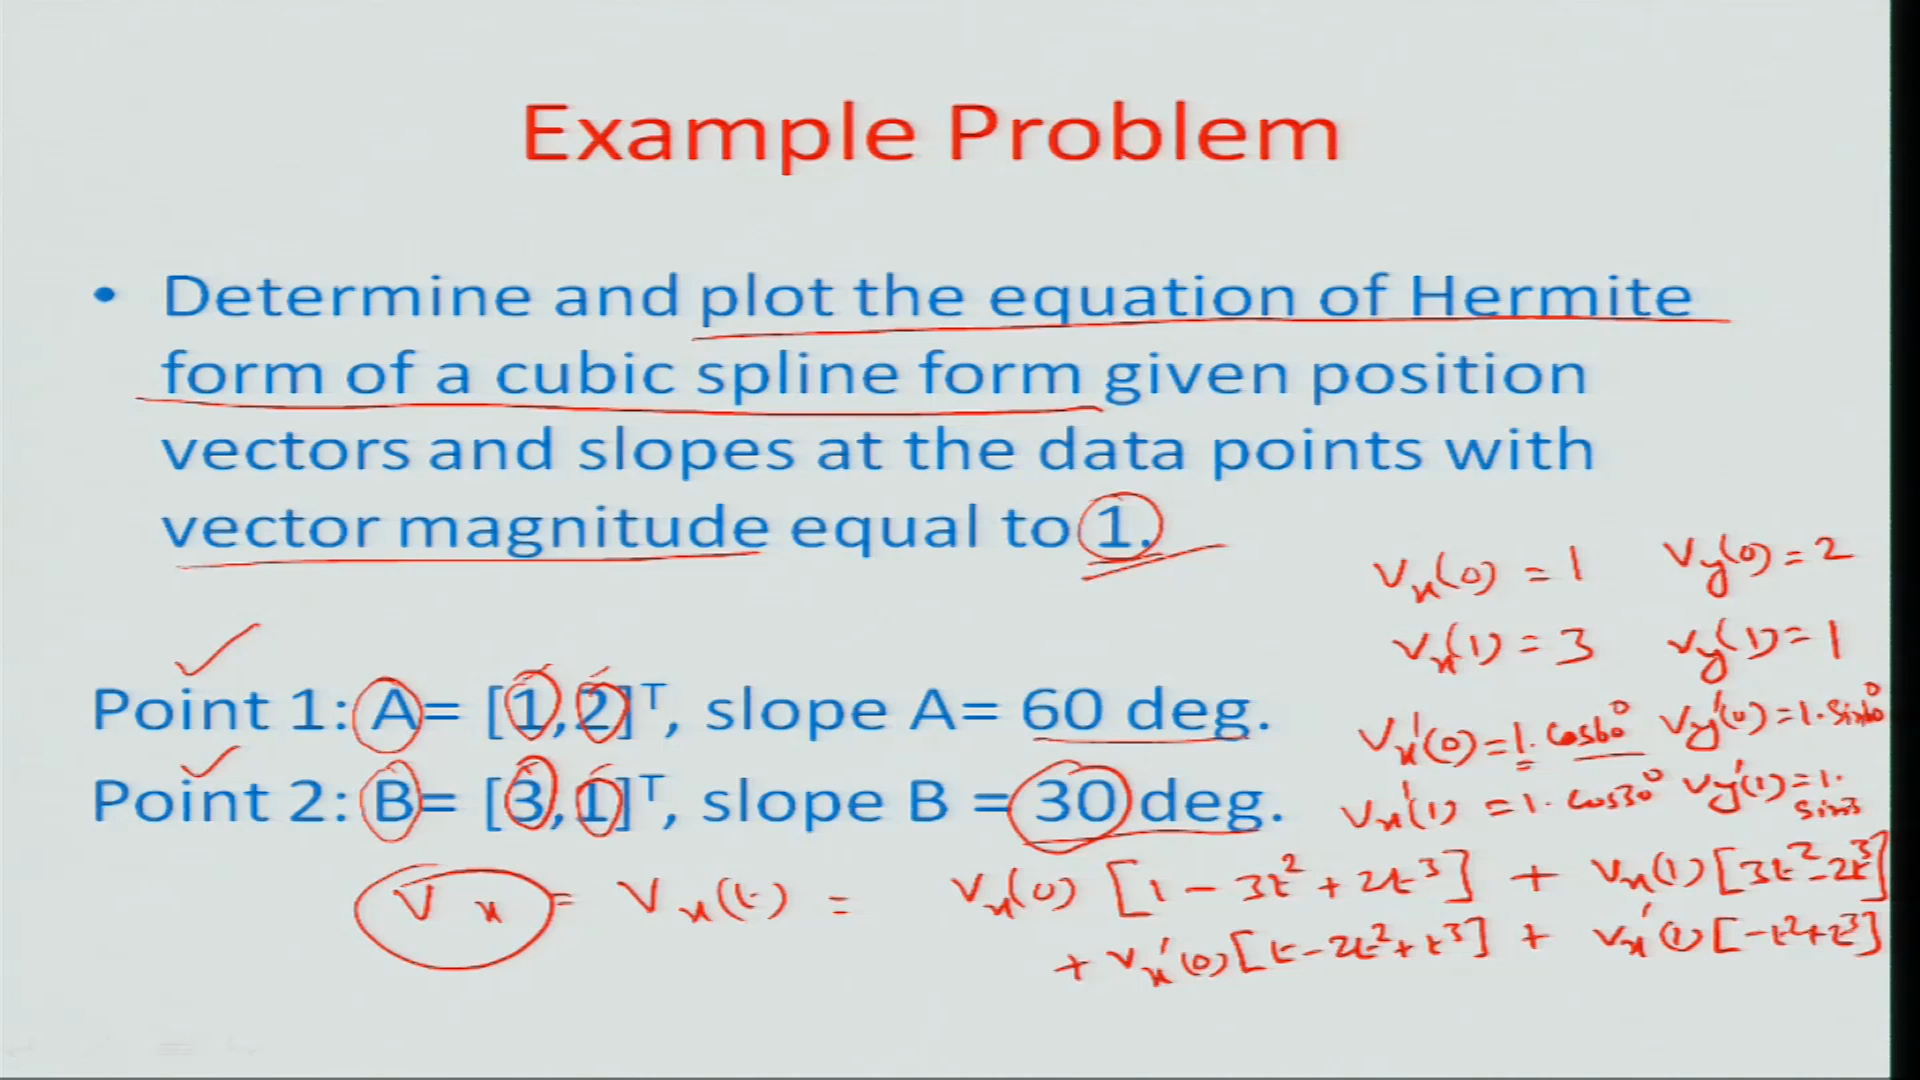 Example Problem
• Determine and plot the equation of Hermite
form of a cubic spline form given position
vectors and slopes at the data points with
vector magnitude equal to 1.
Vx(0) = 1 Vy(0) = 2
Vx(1) = 3 Vy(1) = 1
Point 1: A= [1,2]ᵀ, slope A= 60 deg.
Vx'(0) = 1. cos60° Vy'(0) = 1. sin60°
Point 2: B= [3,1]ᵀ, slope B = 30 deg.
Vx'(1) = 1. cos30° Vy'(1) = 1.
sin3
Vx = Vx(t) = Vx(0) [1 - 3t² + 2t³] + Vx(1) [3t² - 2t³]
+ Vx'(0) [t - 2t² + t³] + Vx'(1) [-t² + t³]